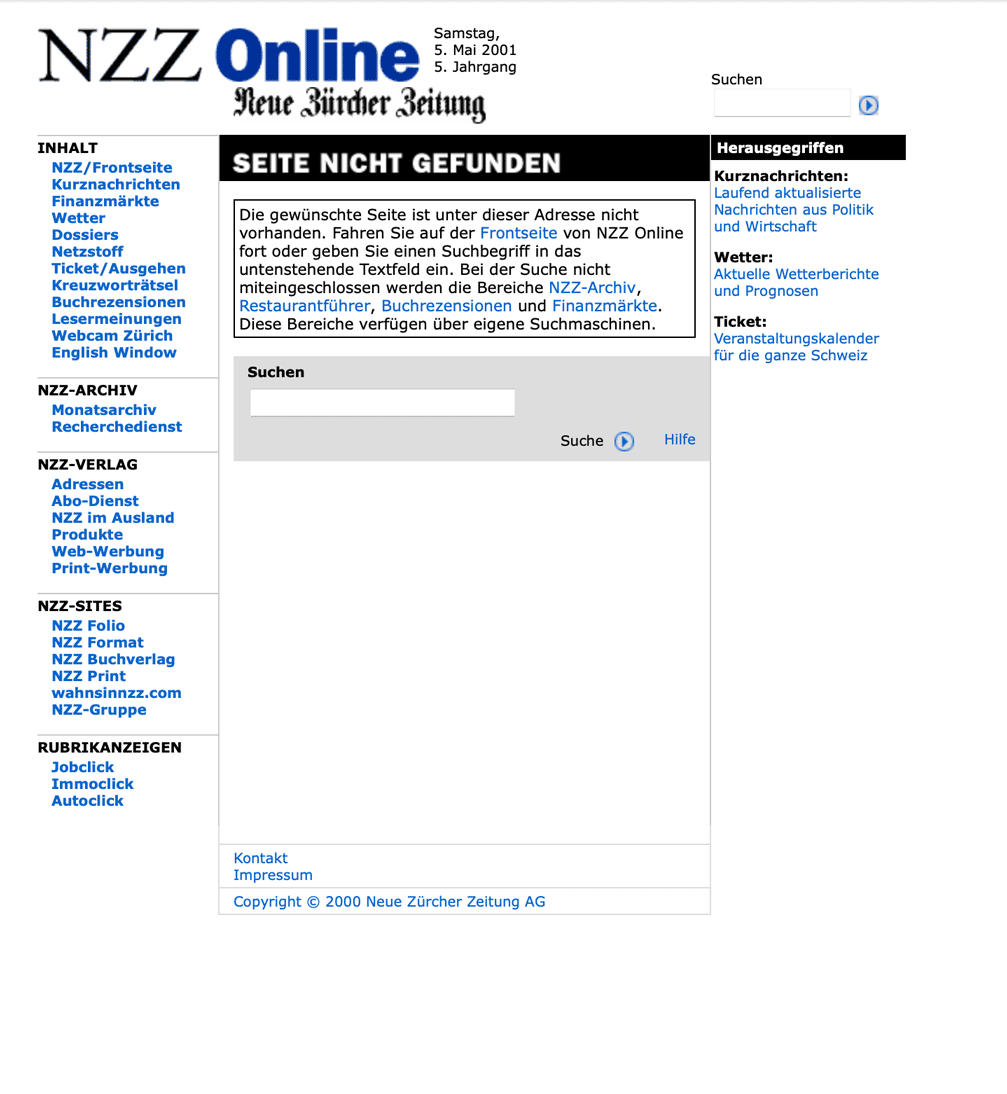 NZZ Online
Neue Zürcher Zeitung
Samstag,
5. Mai 2001
5. Jahrgang
Suchen
INHALT
NZZ/Frontseite
Kurznachrichten
Finanzmärkte
Wetter
Dossiers
Netzstoff
Ticket/Ausgehen
Kreuzworträtsel
Buchrezensionen
Lesermeinungen
Webcam Zürich
English Window
NZZ-ARCHIV
Monatsarchiv
Recherchedienst
NZZ-VERLAG
Adressen
Abo-Dienst
NZZ im Ausland
Produkte
Web-Werbung
Print-Werbung
NZZ-SITES
NZZ Folio
NZZ Format
NZZ Buchverlag
NZZ Print
wahnsinnzz.com
NZZ-Gruppe
RUBRIKANZEIGEN
Jobclick
Immoclick
Autoclick
SEITE NICHT GEFUNDEN
Die gewünschte Seite ist unter dieser Adresse nicht
vorhanden. Fahren Sie auf der Frontseite von NZZ Online
fort oder geben Sie einen Suchbegriff in das
untenstehende Textfeld ein. Bei der Suche nicht
miteingeschlossen werden die Bereiche NZZ-Archiv,
Restaurantführer, Buchrezensionen und Finanzmärkte.
Diese Bereiche verfügen über eigene Suchmaschinen.
Suchen
Suche Hilfe
Herausgegriffen
Kurznachrichten:
Laufend aktualisierte
Nachrichten aus Politik
und Wirtschaft
Wetter:
Aktuelle Wetterberichte
und Prognosen
Ticket:
Veranstaltungskalender
für die ganze Schweiz
Kontakt
Impressum
Copyright © 2000 Neue Zürcher Zeitung AG